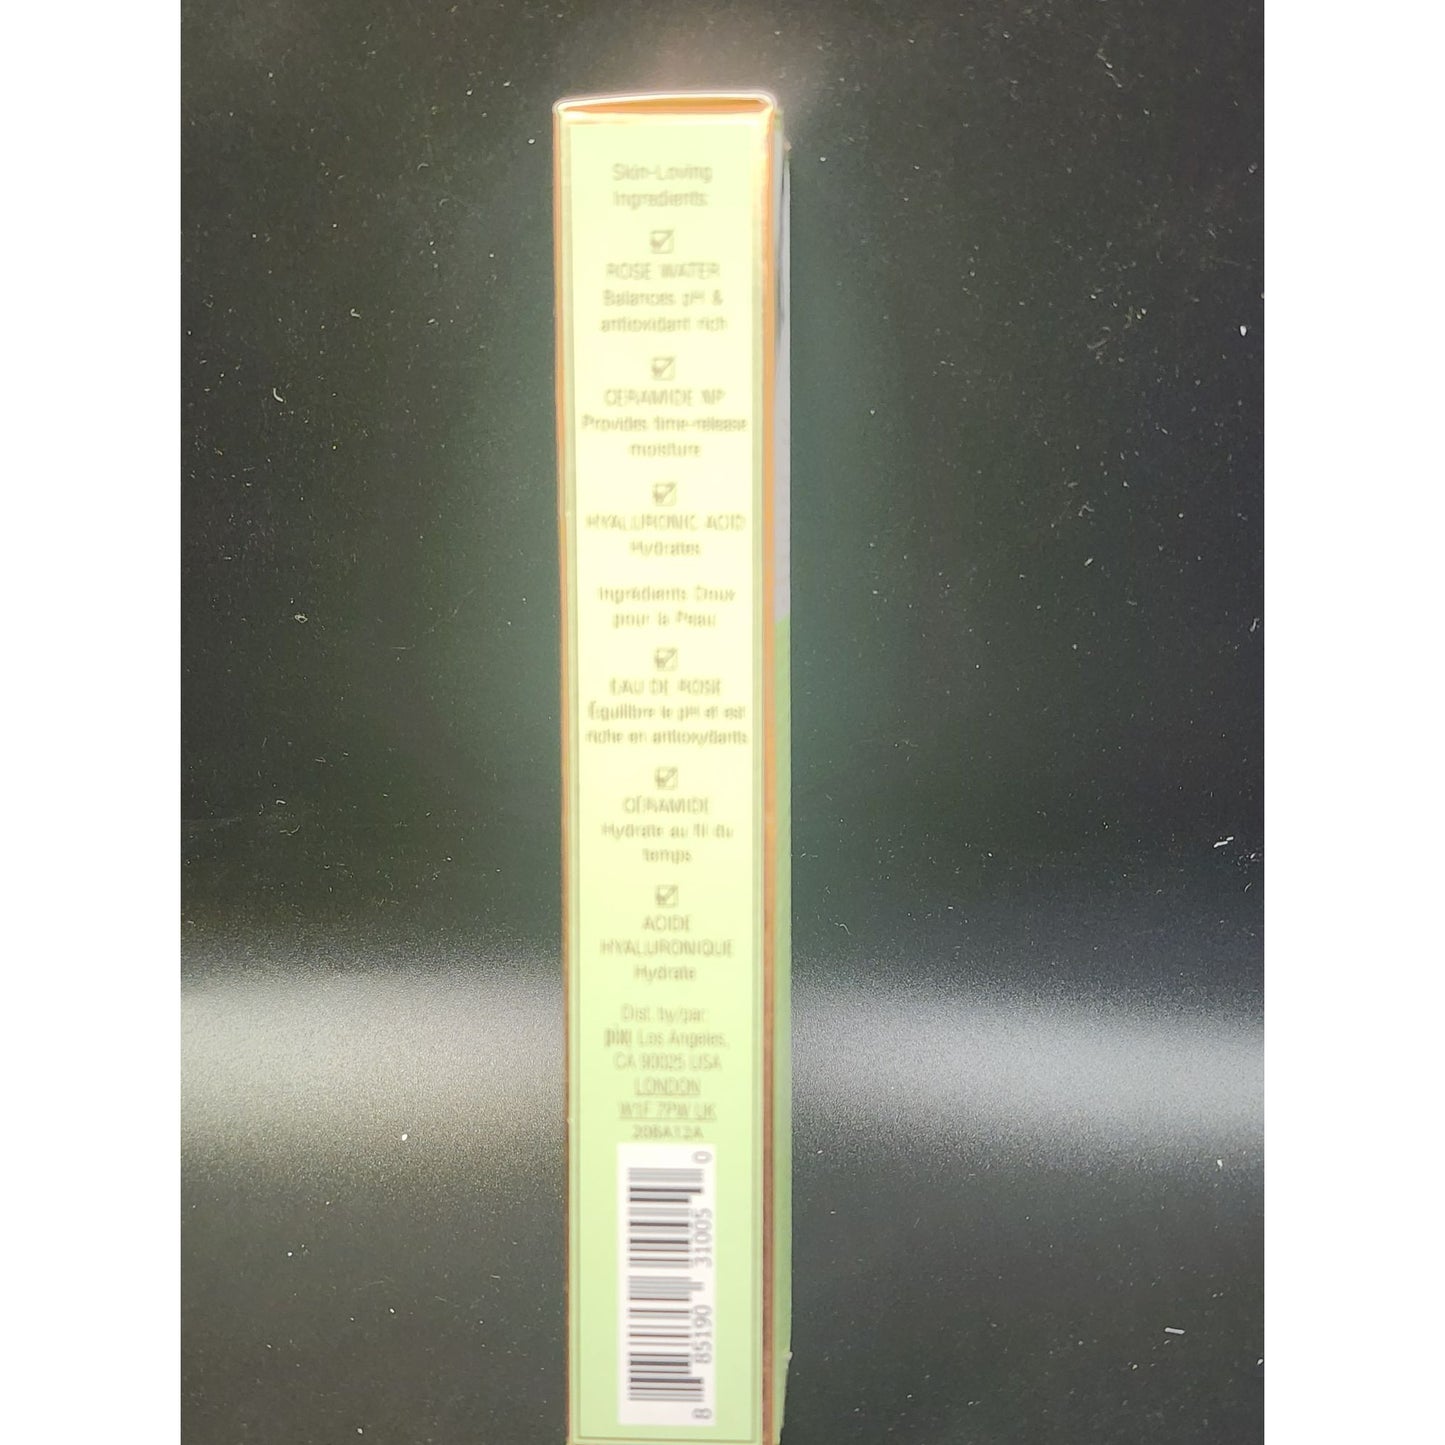 Skin-Loving
Ingredients:
ROSE WATER
Balances pH &
antioxidant rich
CERAMIDE NP
Provides time-release
moisture
HYALURONIC ACID
Hydrates
Ingrédients Doux
pour la Peau:
EAU DE ROSE
Équilibre le pH et est
riche en antioxydants
CÉRAMIDE
Hydrate au fil du
temps
ACIDE
HYALURONIQUE
Hydrate
Dist. by/par:
pixi Los Angeles,
CA 90025 USA
LONDON
W1F 7PW UK
8 85190 31005 0